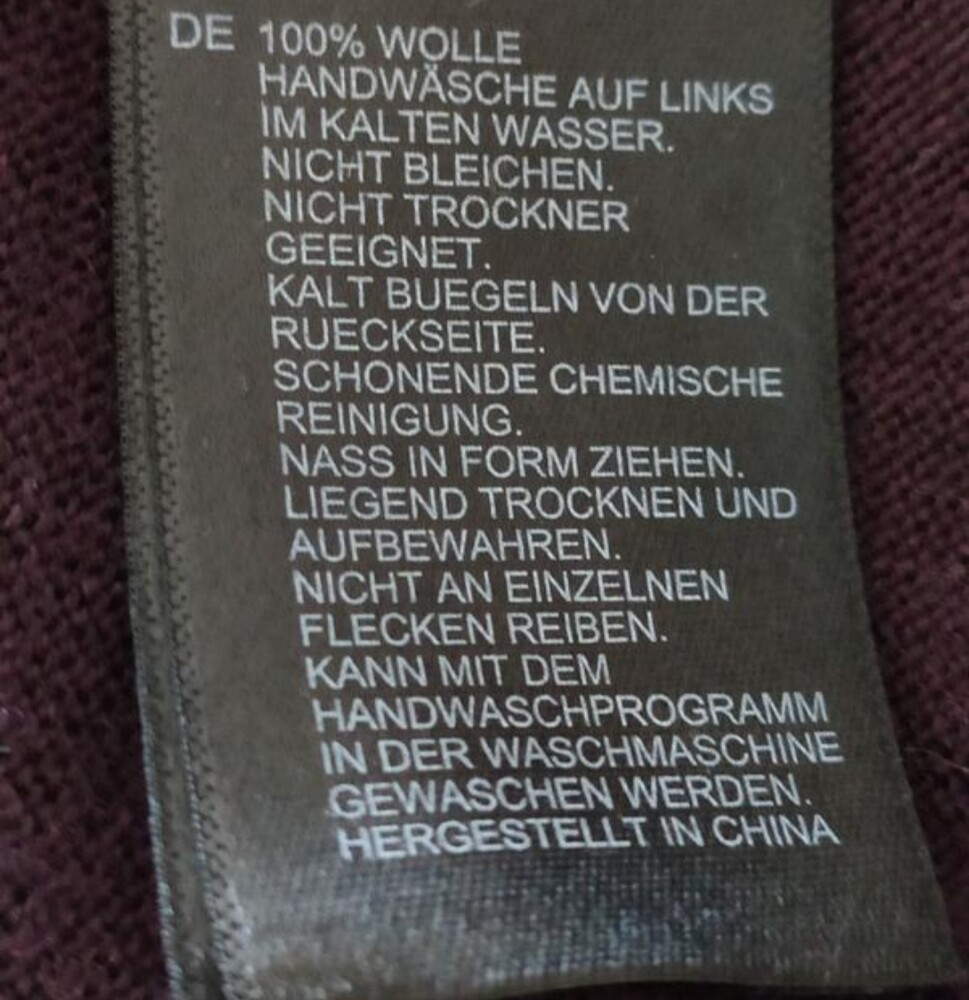 DE 100% WOLLE
HANDWÄSCHE AUF LINKS
IM KALTEN WASSER.
NICHT BLEICHEN.
NICHT TROCKNER
GEEIGNET.
KALT BUEGELN VON DER
RUECKSEITE.
SCHONENDE CHEMISCHE
REINIGUNG.
NASS IN FORM ZIEHEN.
LIEGEND TROCKNEN UND
AUFBEWAHREN.
NICHT AN EINZELNEN
FLECKEN REIBEN.
KANN MIT DEM
HANDWASCHPROGRAMM
IN DER WASCHMASCHINE
GEWASCHEN WERDEN.
HERGESTELLT IN CHINA